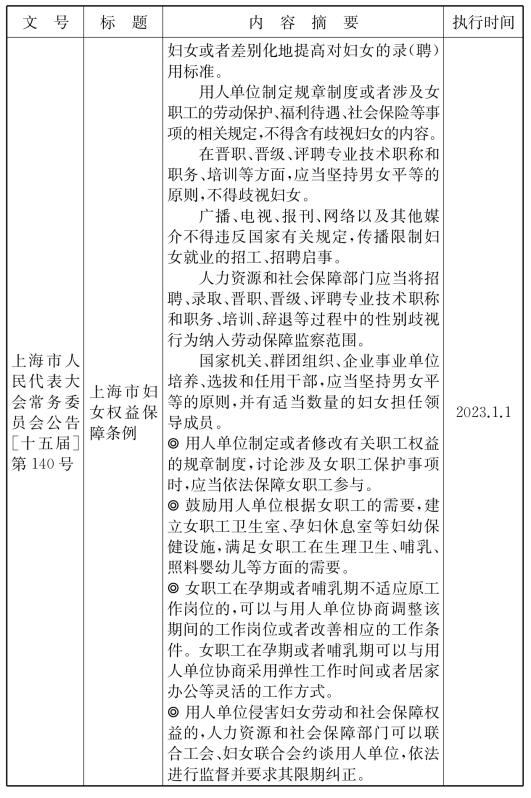 文　号
标　题
内　容　摘　要
执行时间
妇女或者差别化地提高对妇女的录(聘)
用标准。
用人单位制定规章制度或者涉及女
职工的劳动保护、福利待遇、社会保险等事
项的相关规定,不得含有歧视妇女的内容。
在晋职、晋级、评聘专业技术职称和
职务、培训等方面,应当坚持男女平等的
原则,不得歧视妇女。
广播、电视、报刊、网络以及其他媒
介不得违反国家有关规定,传播限制妇
女就业的招工、招聘启事。
人力资源和社会保障部门应当将招
聘、录取、晋职、晋级、评聘专业技术职称
和职务、培训、辞退等过程中的性别歧视
行为纳入劳动保障监察范围。
国家机关、群团组织、企业事业单位
培养、选拔和任用干部,应当坚持男女平
等的原则,并有适当数量的妇女担任领
导成员。
◎ 用人单位制定或者修改有关职工权益
的规章制度,讨论涉及女职工保护事项
时,应当依法保障女职工参与。
◎ 鼓励用人单位根据女职工的需要,建
立女职工卫生室、孕妇休息室等妇幼保
健设施,满足女职工在生理卫生、哺乳、
照料婴幼儿等方面的需要。
◎ 女职工在孕期或者哺乳期不适应原工
作岗位的,可以与用人单位协商调整该
期间的工作岗位或者改善相应的工作条
件。女职工在孕期或者哺乳期可以与用
人单位协商采用弹性工作时间或者居家
办公等灵活的工作方式。
◎ 用人单位侵害妇女劳动和社会保障权
益的,人力资源和社会保障部门可以联
合工会、妇女联合会约谈用人单位,依法
进行监督并要求其限期纠正。
上海市人
民代表大
会常务委
员会公告
[十五届]
第 140 号
上海市妇
女权益保
障条例
2023.1.1